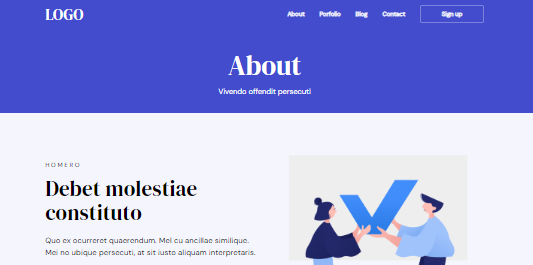 LOGO
About Porfolio Blog Contact Sign up
About
Vivendo offendit persecuti
HOMERO
Debet molestiae
constituto
Quo ex ocurreret quaerendum. Mel cu ancillae similique.
Mei no ubique persecuti, at sit iusto aliquam interpretaris.